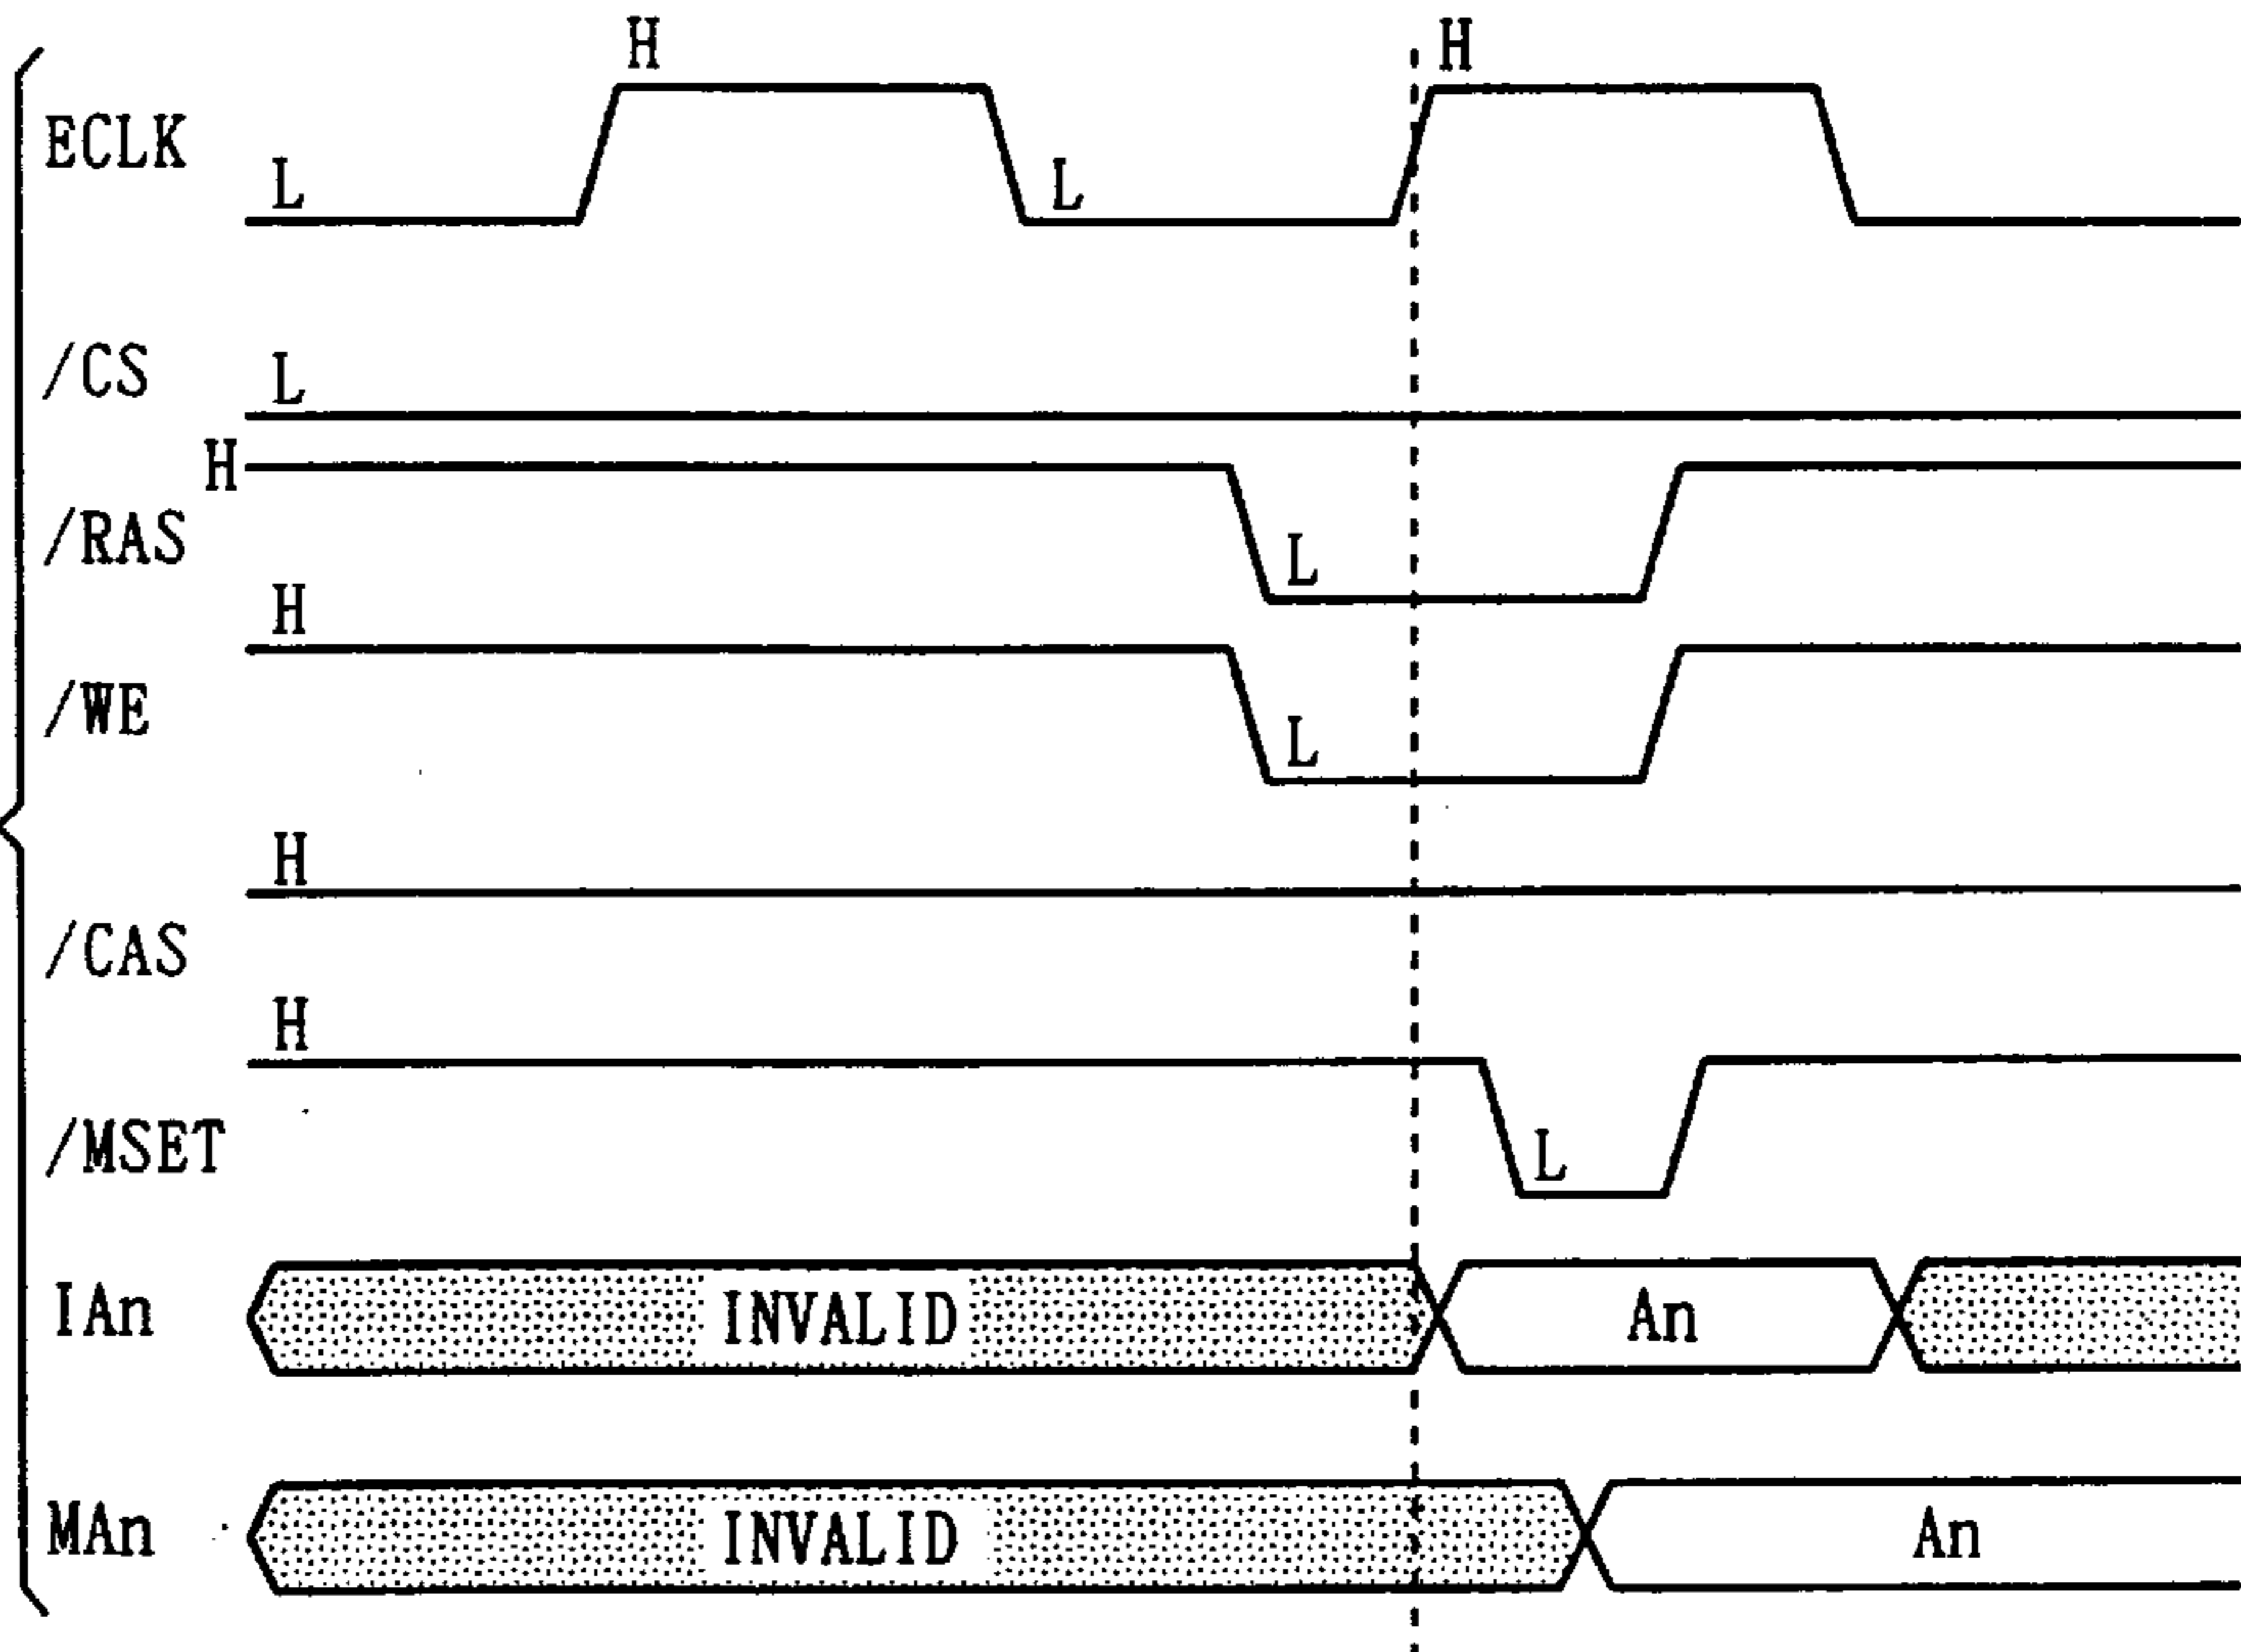 H H
ECLK L L
/CS L
H
/RAS L
H
/WE L
H
/CAS
H
/MSET L
IAn INVALID An
MAn INVALID An